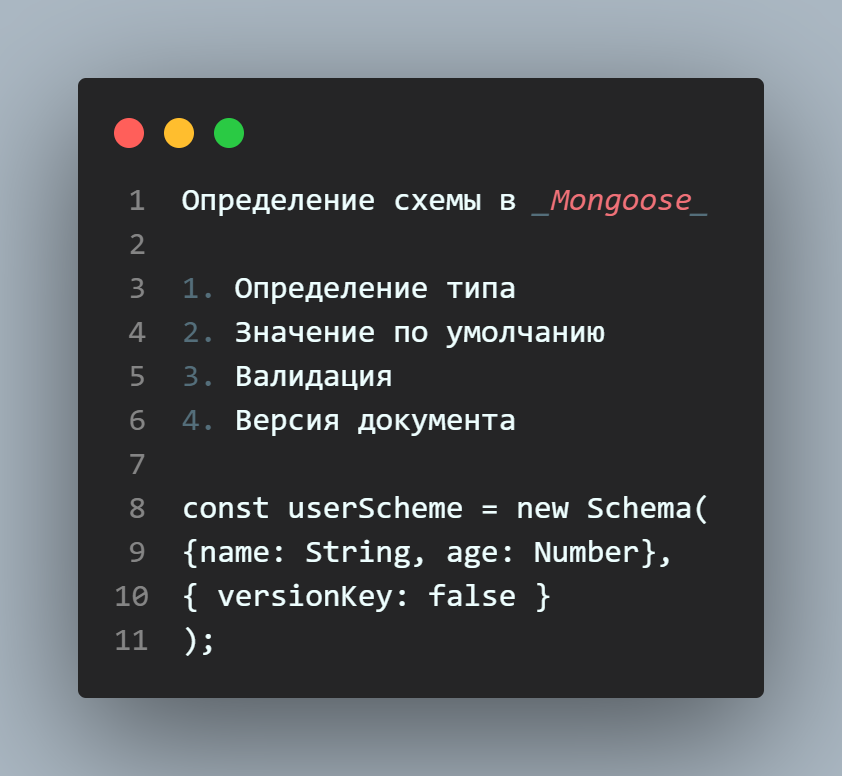 1 Определение схемы в _Mongoose_
2
3 1. Определение типа
4 2. Значение по умолчанию
5 3. Валидация
6 4. Версия документа
7
8 const userScheme = new Schema(
9 {name: String, age: Number},
10 { versionKey: false }
11 );